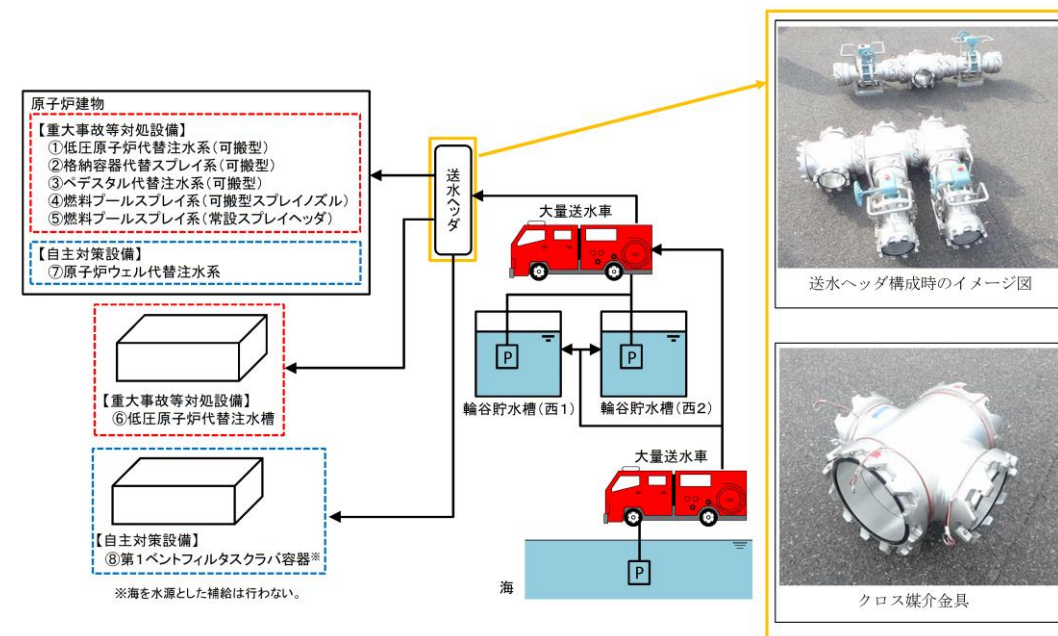 原子炉建物
【重大事故等対処設備】
①低圧原子炉代替注水系(可搬型)
②格納容器代替スプレイ系(可搬型)
③ペデスタル代替注水系(可搬型)
④燃料プールスプレイ系(可搬型スプレイノズル)
⑤燃料プールスプレイ系(常設スプレイヘッダ)
【自主対策設備】
⑦原子炉ウェル代替注水系
送水ヘッダ
大量送水車
P
P
輪谷貯水槽(西1)
輪谷貯水槽(西2)
【重大事故等対処設備】
⑥低圧原子炉代替注水槽
大量送水車
【自主対策設備】
⑧第1ベントフィルタスクラバ容器※
※海を水源とした補給は行わない。
海
P
送水ヘッダ構成時のイメージ図
クロス媒介金具